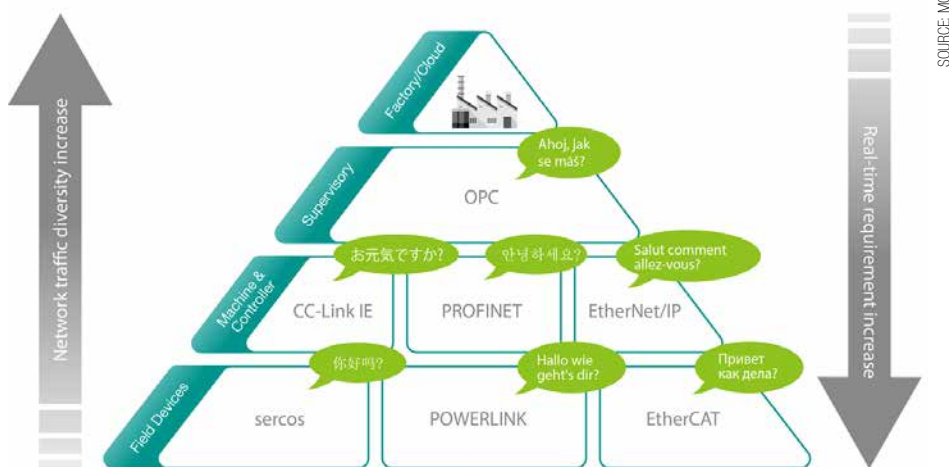 SOURCE: MO
Network traffic diversity increase
Real-time requirement increase
Factory/Cloud
Ahoj, Jak
se máš?
Supervisory
OPC
お元気ですか?
안녕하세요?
Salut comment
allez-vous?
Machine &
Controller
CC-Link IE
PROFINET
EtherNet/IP
你好吗?
Hallo wie
geht's dir?
Привет
как дела?
Field Devices
sercos
POWERLINK
EtherCAT